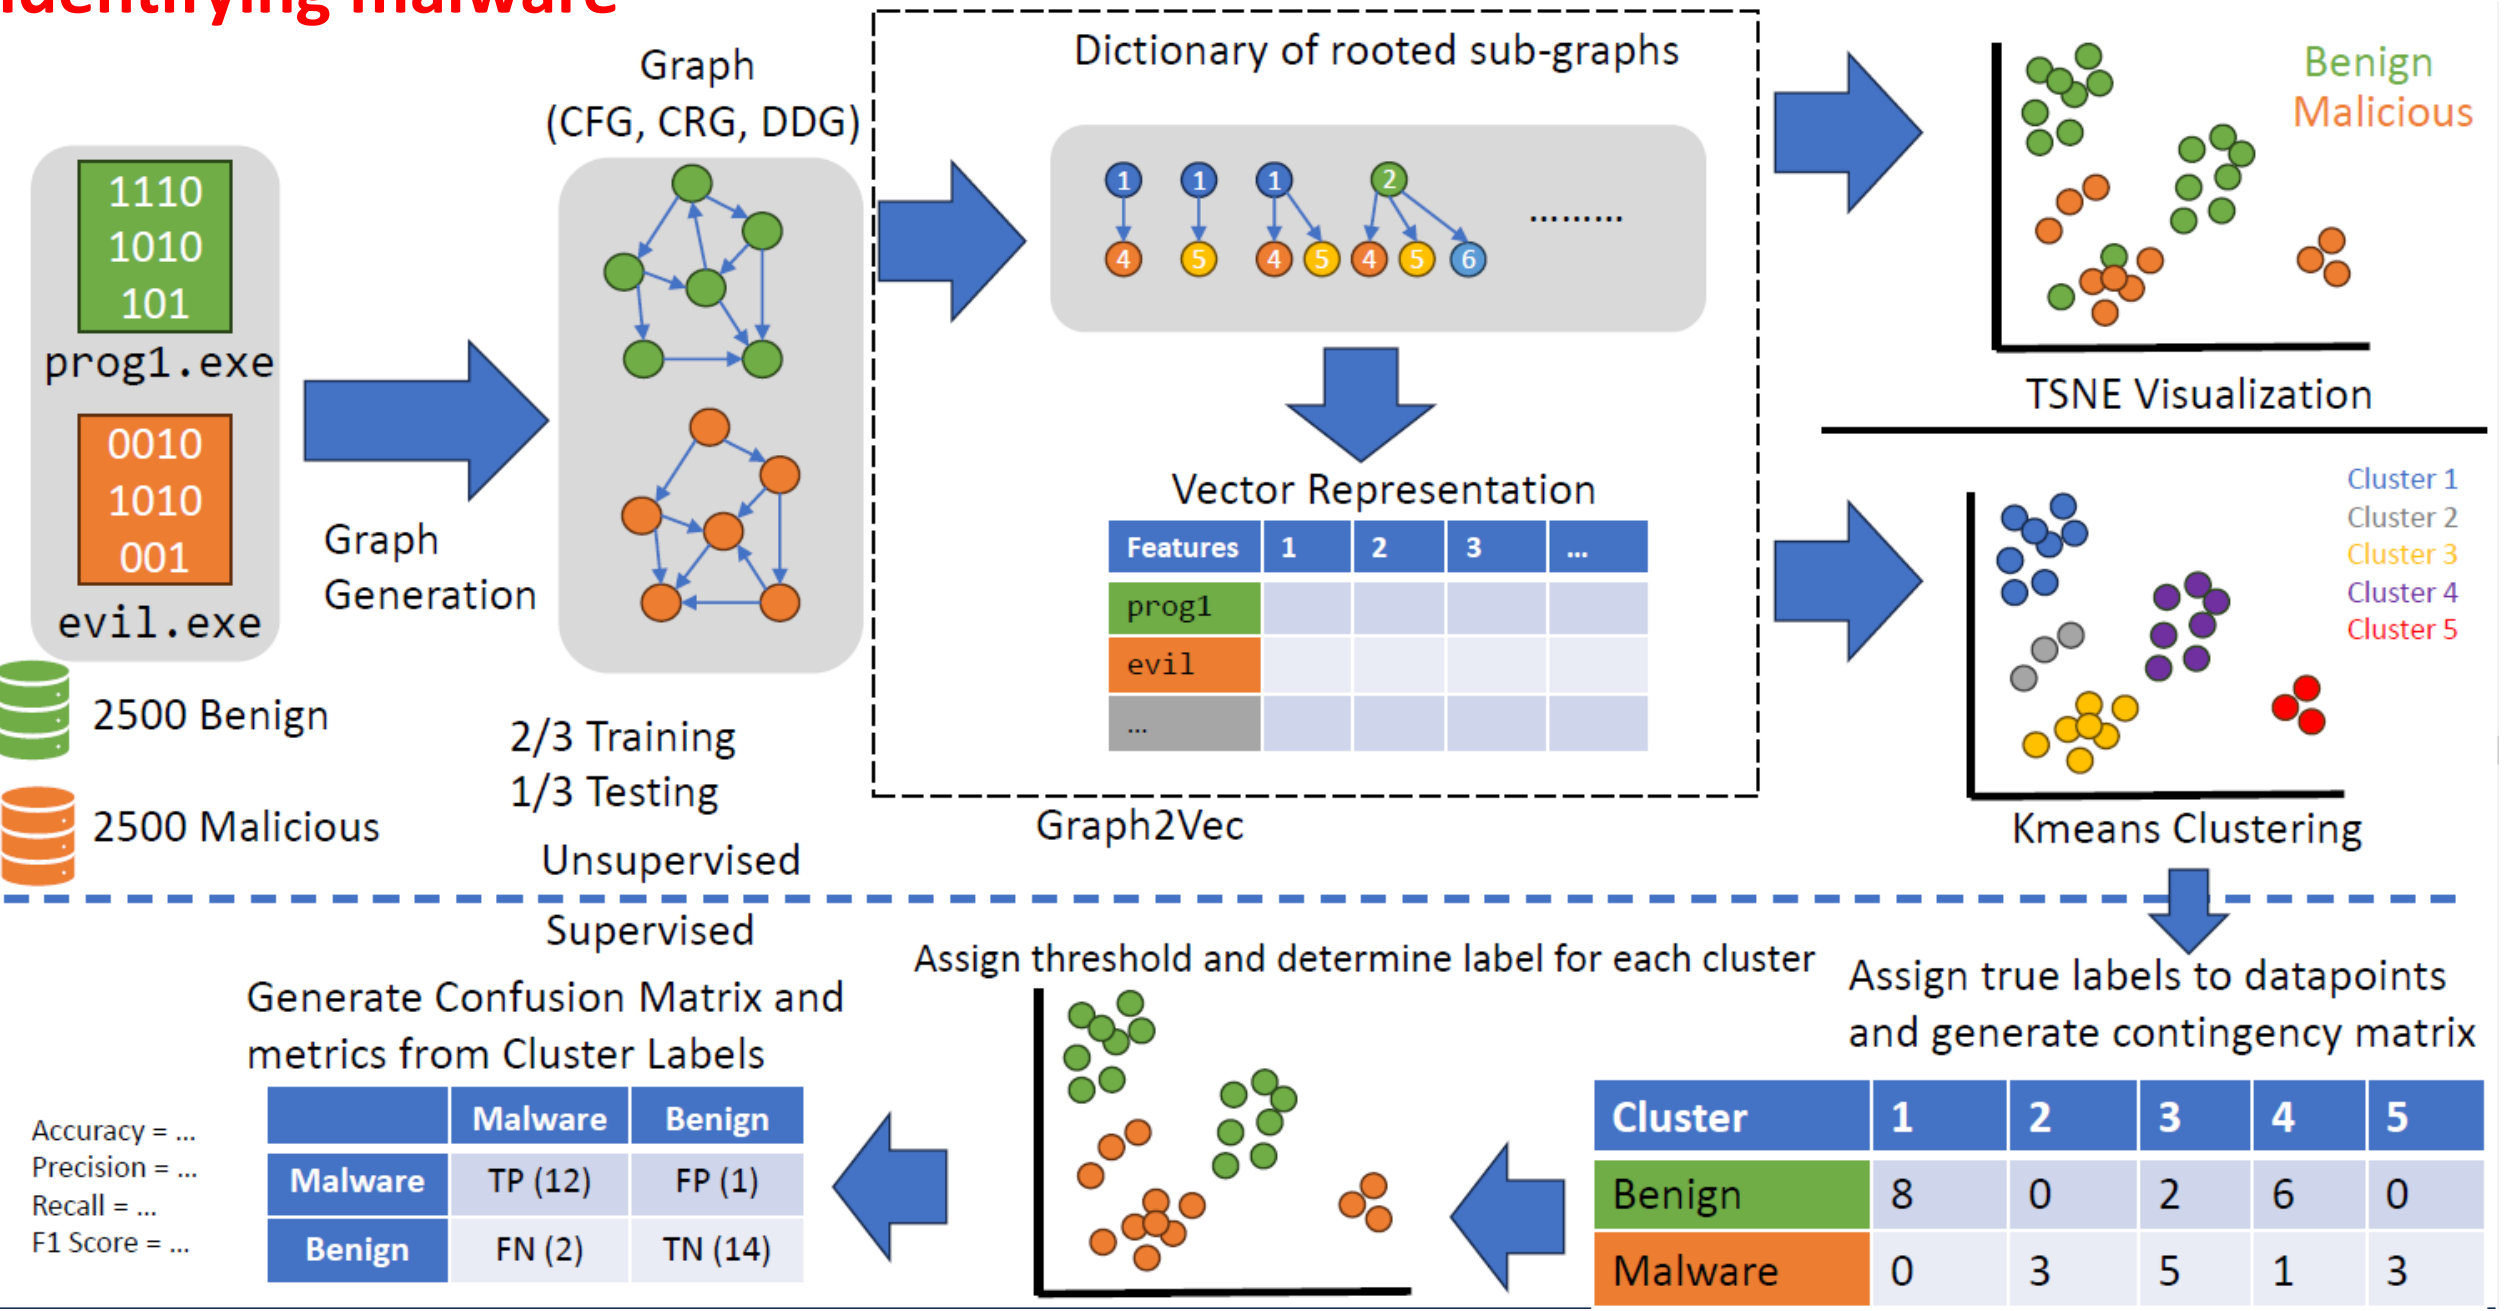 Identifying malware
1110
1010
101
prog1.exe
0010
1010
001
evil.exe
2500 Benign
2500 Malicious
Graph
Generation
Graph
(CFG, CRG, DDG)
2/3 Training
1/3 Testing
Unsupervised
Dictionary of rooted sub-graphs
1 1 1 2
.........
4 5 4 5 4 5 6
Vector Representation
Features 1 2 3 ...
prog1
evil
...
Graph2Vec
Benign
Malicious
TSNE Visualization
Cluster 1
Cluster 2
Cluster 3
Cluster 4
Cluster 5
Kmeans Clustering
Supervised
Assign true labels to datapoints
and generate contingency matrix
Cluster 1 2 3 4 5
Benign 8 0 2 6 0
Malware 0 3 5 1 3
Assign threshold and determine label for each cluster
Generate Confusion Matrix and
metrics from Cluster Labels
Malware Benign
Malware TP (12) FP (1)
Benign FN (2) TN (14)
Accuracy = ...
Precision = ...
Recall = ...
F1 Score = ...